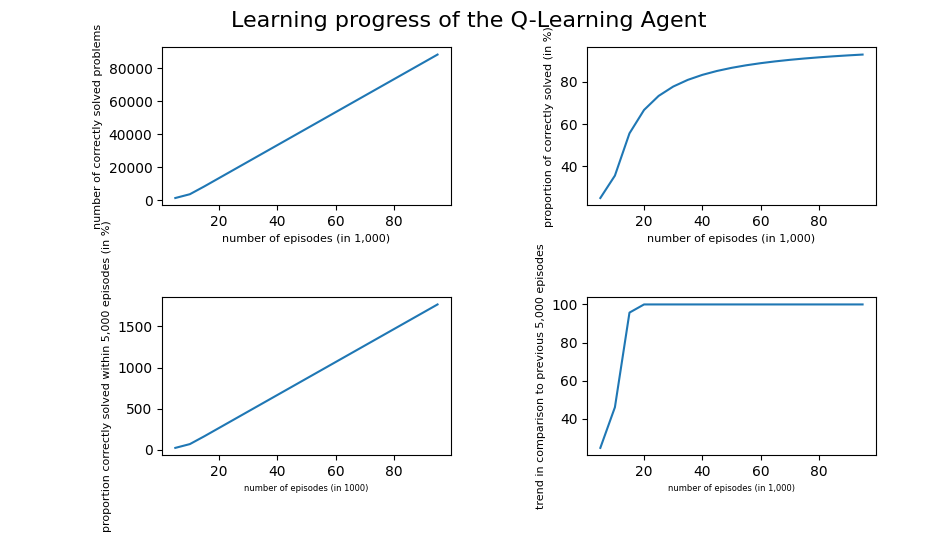 Learning progress of the Q-Learning Agent
number of correctly solved problems
80000
60000
40000
20000
0
20 40 60 80
number of episodes (in 1,000)
proportion of correctly solved (in %)
80
60
40
20 40 60 80
number of episodes (in 1,000)
proportion correctly solved within 5,000 episodes (in %)
1500
1000
500
0
20 40 60 80
number of episodes (in 1000)
trend in comparison to previous 5,000 episodes
100
80
60
40
20 40 60 80
number of episodes (in 1,000)